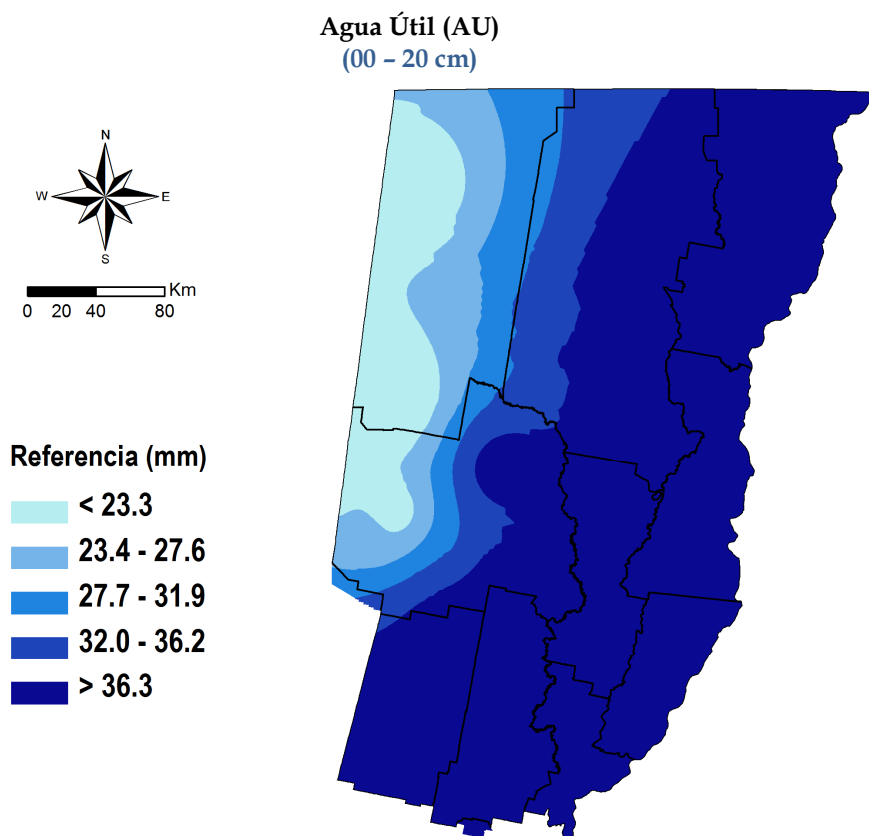 Agua Útil (AU)
(00 – 20 cm)
N
W
E
S
Km
0 20 40 80
Referencia (mm)
< 23.3
23.4 - 27.6
27.7 - 31.9
32.0 - 36.2
> 36.3